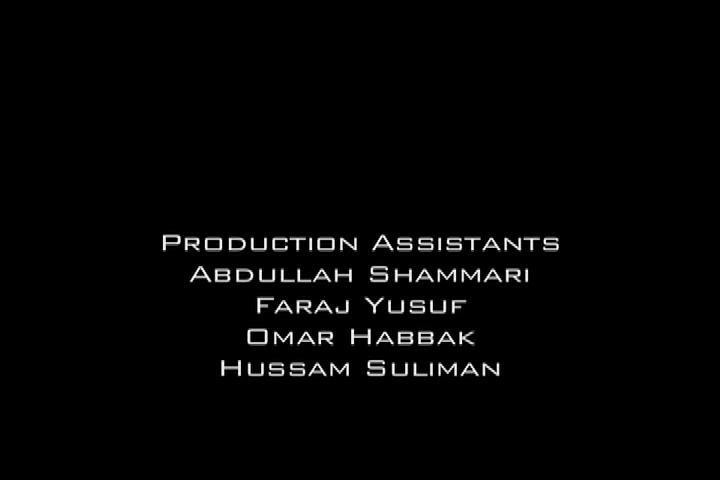 Production Assistants
Abdullah Shammari
Faraj Yusuf
Omar Habbak
Hussam Suliman